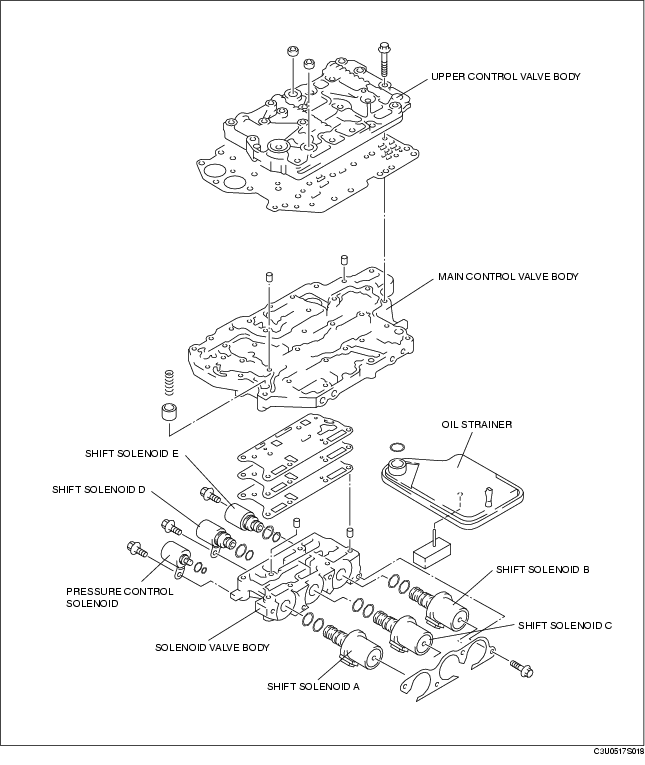 UPPER CONTROL VALVE BODY
MAIN CONTROL VALVE BODY
OIL STRAINER
SHIFT SOLENOID E
SHIFT SOLENOID D
PRESSURE CONTROL
SOLENOID
SOLENOID VALVE BODY
SHIFT SOLENOID B
SHIFT SOLENOID C
SHIFT SOLENOID A
C3U0517S019